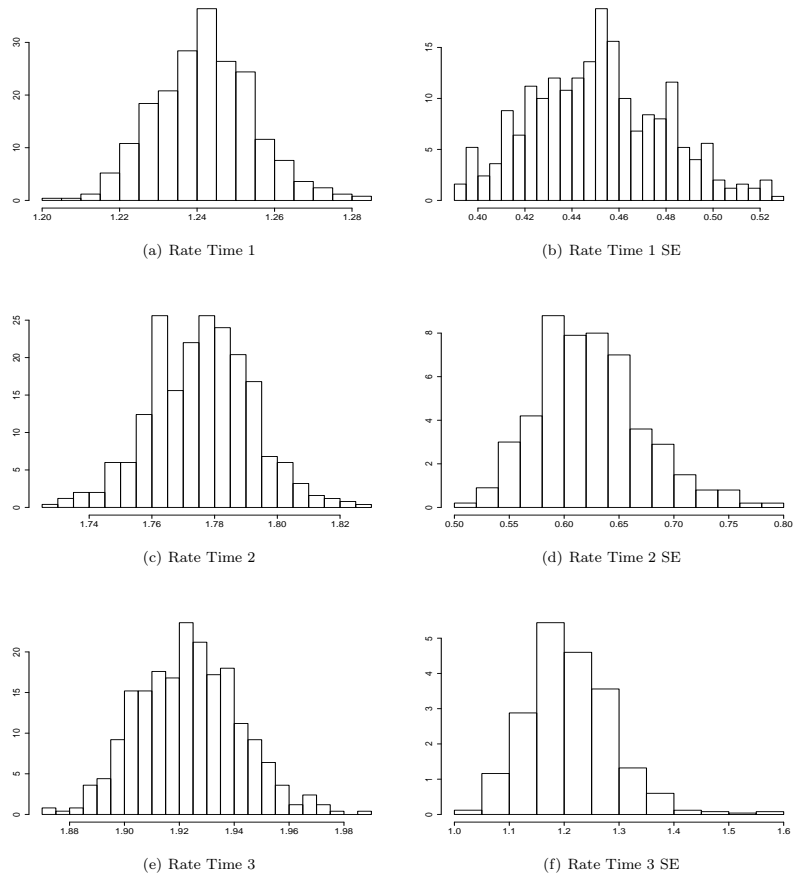 0 10 20 30
1.20 1.22 1.24 1.26 1.28
(a) Rate Time 1
0 5 10 15
0.40 0.42 0.44 0.46 0.48 0.50 0.52
(b) Rate Time 1 SE
0 5 10 15 20 25
1.74 1.76 1.78 1.80 1.82
(c) Rate Time 2
0 2 4 6 8
0.50 0.55 0.60 0.65 0.70 0.75 0.80
(d) Rate Time 2 SE
0 5 10 15 20
1.88 1.90 1.92 1.94 1.96 1.98
(e) Rate Time 3
0 1 2 3 4 5
1.0 1.1 1.2 1.3 1.4 1.5 1.6
(f) Rate Time 3 SE